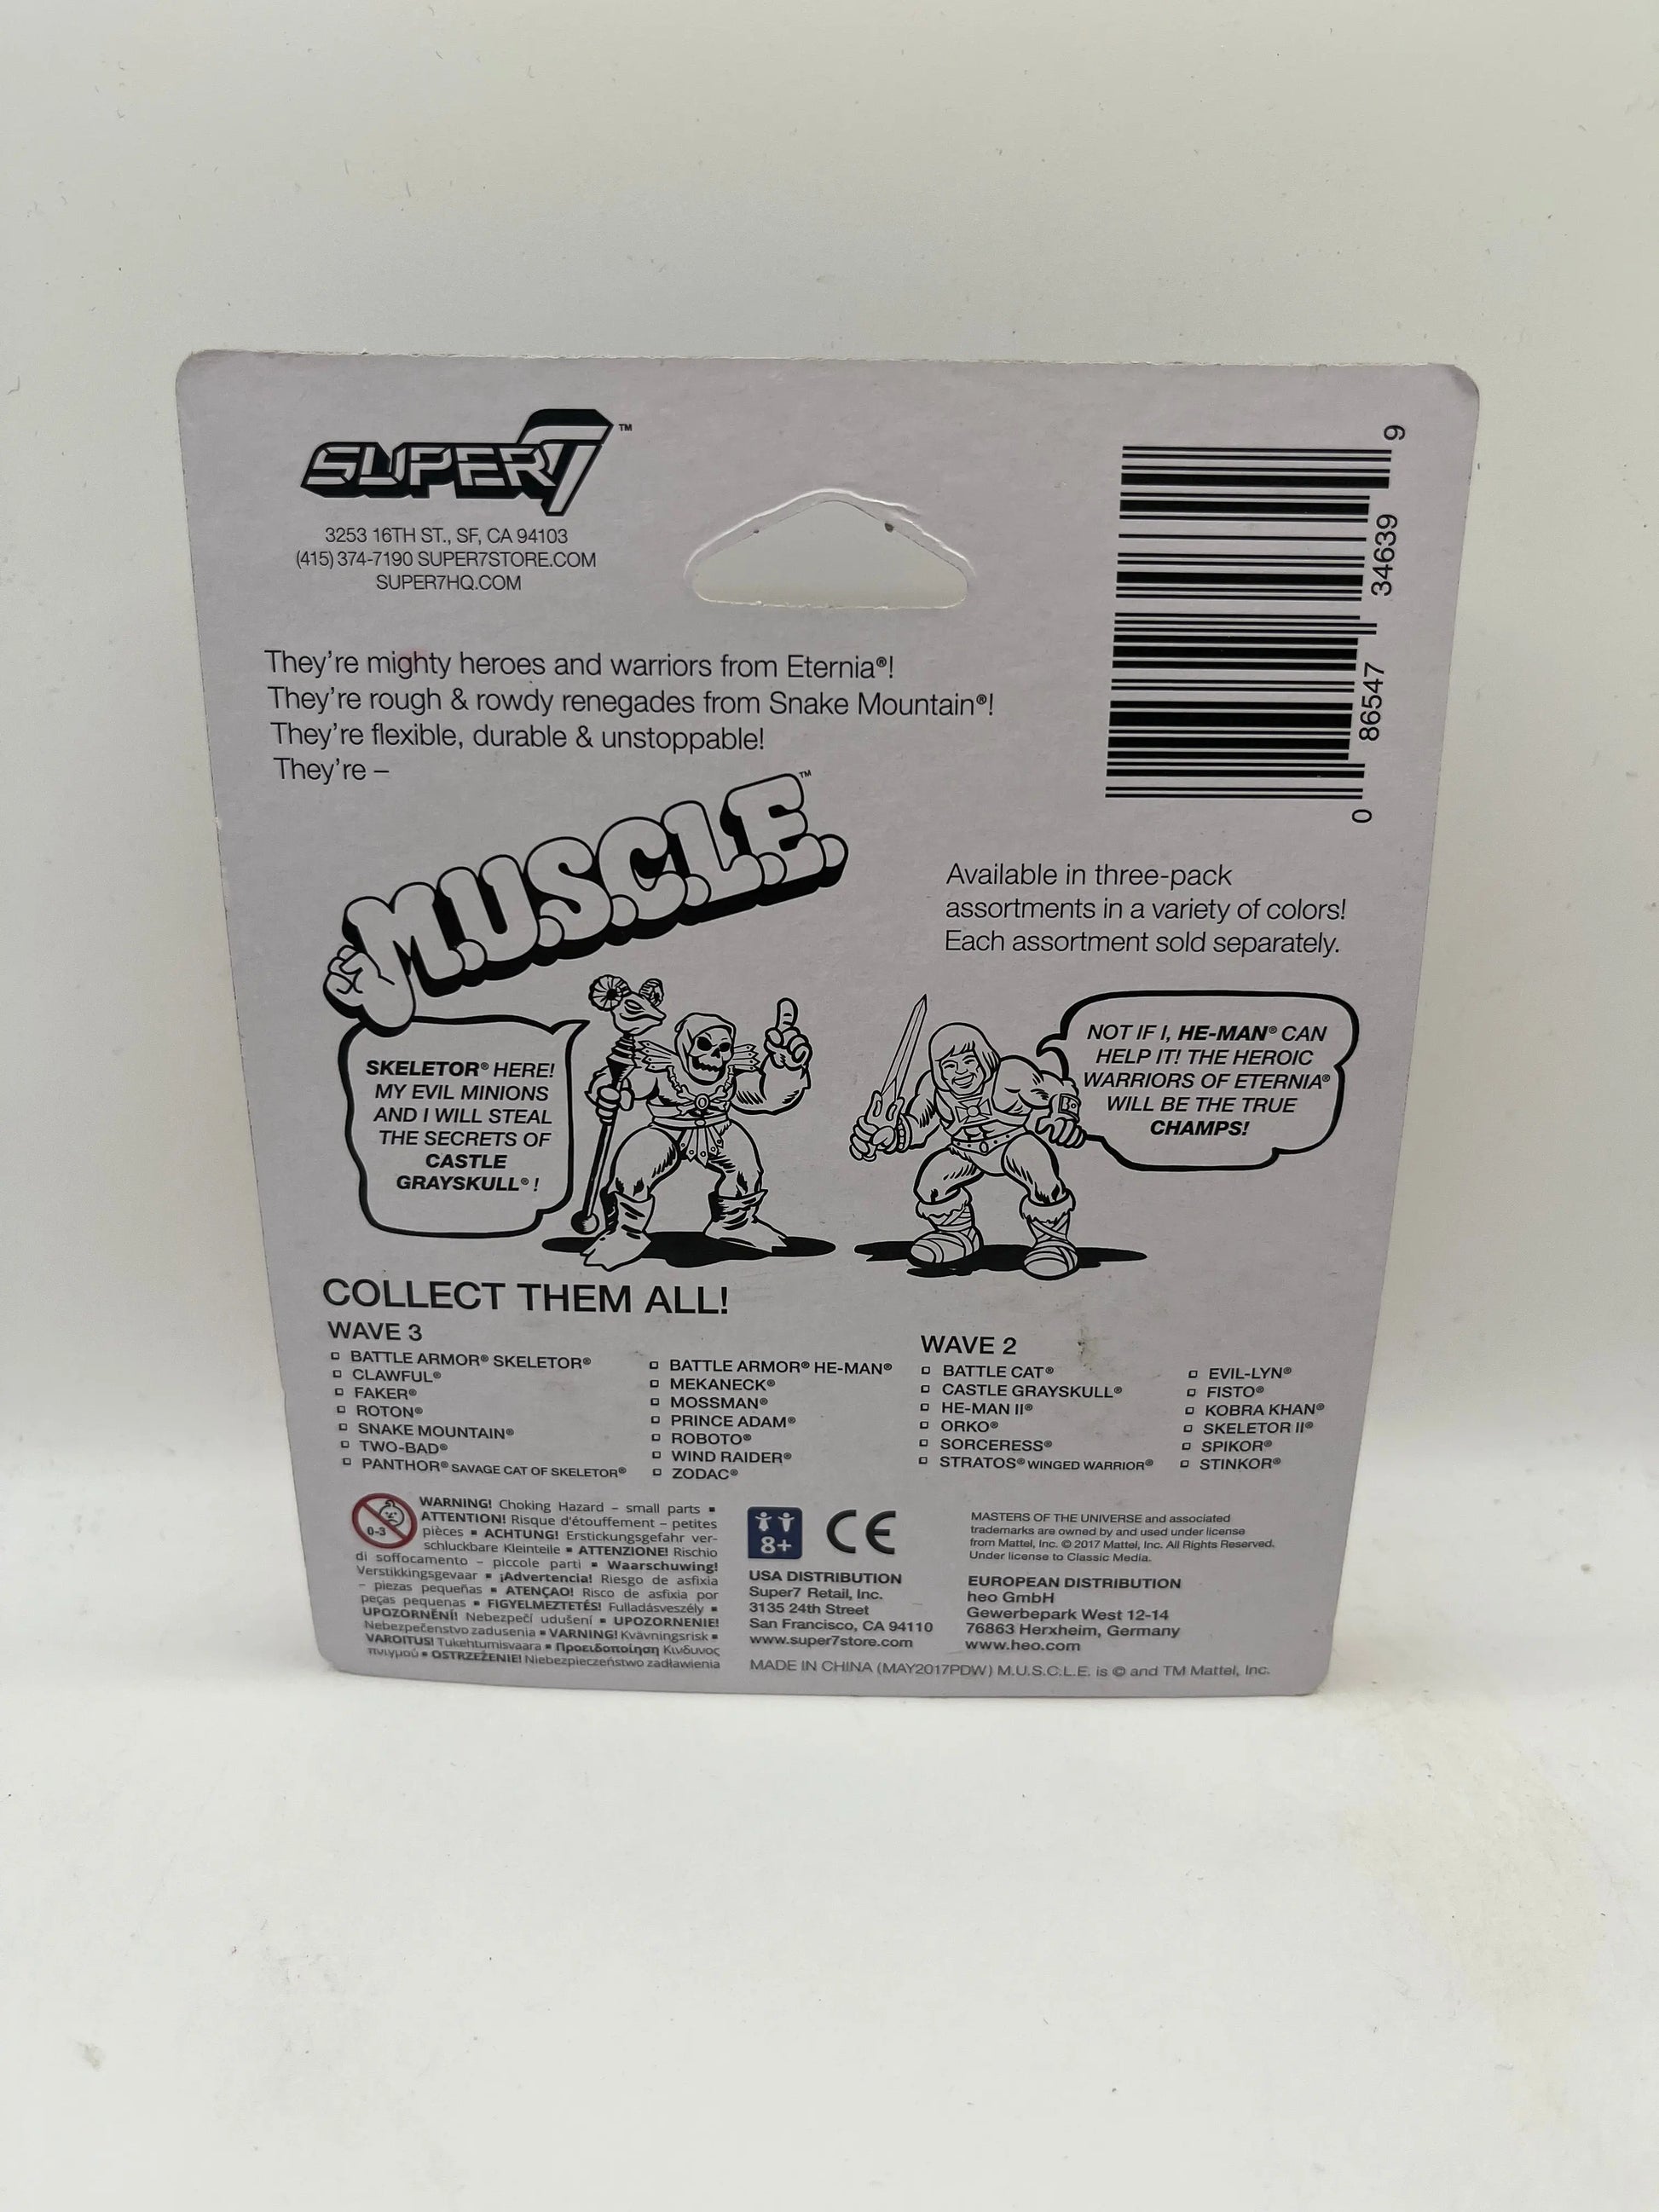 SUPER7™
3253 16TH ST., SF, CA 94103
(415) 374-7190 SUPER7STORE.COM
SUPER7HQ.COM
0 86547 34639 9
They're mighty heroes and warriors from Eternia®!
They're rough & rowdy renegades from Snake Mountain®!
They're flexible, durable & unstoppable!
They're –
M.U.S.C.L.E.™
Available in three-pack
assortments in a variety of colors!
Each assortment sold separately.
SKELETOR® HERE!
MY EVIL MINIONS
AND I WILL STEAL
THE SECRETS OF
CASTLE
GRAYSKULL® !
NOT IF I, HE-MAN® CAN
HELP IT! THE HEROIC
WARRIORS OF ETERNIA®
WILL BE THE TRUE
CHAMPS!
COLLECT THEM ALL!
WAVE 3
BATTLE ARMOR® SKELETOR®
CLAWFUL®
FAKER®
ROTON®
SNAKE MOUNTAIN®
TWO-BAD®
PANTHOR® SAVAGE CAT OF SKELETOR®
BATTLE ARMOR® HE-MAN®
MEKANECK®
MOSSMAN®
PRINCE ADAM®
ROBOTO®
WIND RAIDER®
ZODAC®
WAVE 2
BATTLE CAT®
CASTLE GRAYSKULL®
HE-MAN II®
ORKO®
SORCERESS®
STRATOS® WINGED WARRIOR®
EVIL-LYN®
FISTO®
KOBRA KHAN®
SKELETOR II®
SPIKOR®
STINKOR®
0-3
WARNING! Choking Hazard – small parts ▪
ATTENTION! Risque d'étouffement – petites
pièces ▪ ACHTUNG! Erstickungsgefahr ver-
schluckbare Kleinteile ▪ ATTENZIONE! Rischio
di soffocamento – piccole parti ▪ Waarschuwing!
Verstikkingsgevaar ▪ ¡Advertencia! Riesgo de asfixia
– piezas pequeñas ▪ ATENÇAO! Risco de asfixia por
peças pequenas ▪ FIGYELMEZTETÉS! Fulladásveszély ▪
UPOZORNĚNÍ! Nebezpečí udušení ▪ UPOZORNENIE!
Nebezpečenstvo zadusenia ▪ VARNING! Kvävningsrisk ▪
VAROITUS! Tukehtumisvaara ▪ Προειδοποίηση Κίνδυνος
πνιγμού ▪ OSTRZEŻENIE! Niebezpieczeństwo zadławienia
8+
CE
USA DISTRIBUTION
Super7 Retail, Inc.
3135 24th Street
San Francisco, CA 94110
www.super7store.com
MASTERS OF THE UNIVERSE and associated
trademarks are owned by and used under license
from Mattel, Inc. © 2017 Mattel, Inc. All Rights Reserved.
Under license to Classic Media.
EUROPEAN DISTRIBUTION
heo GmbH
Gewerbepark West 12-14
76863 Herxheim, Germany
www.heo.com
MADE IN CHINA (MAY2017PDW) M.U.S.C.L.E. is © and TM Mattel, Inc.